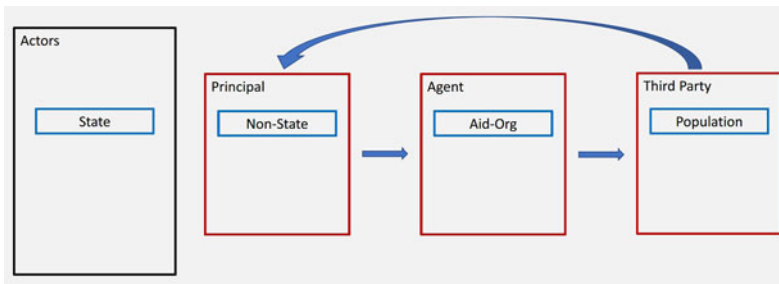 Actors
State
Principal
Non-State
Agent
Aid-Org
Third Party
Population